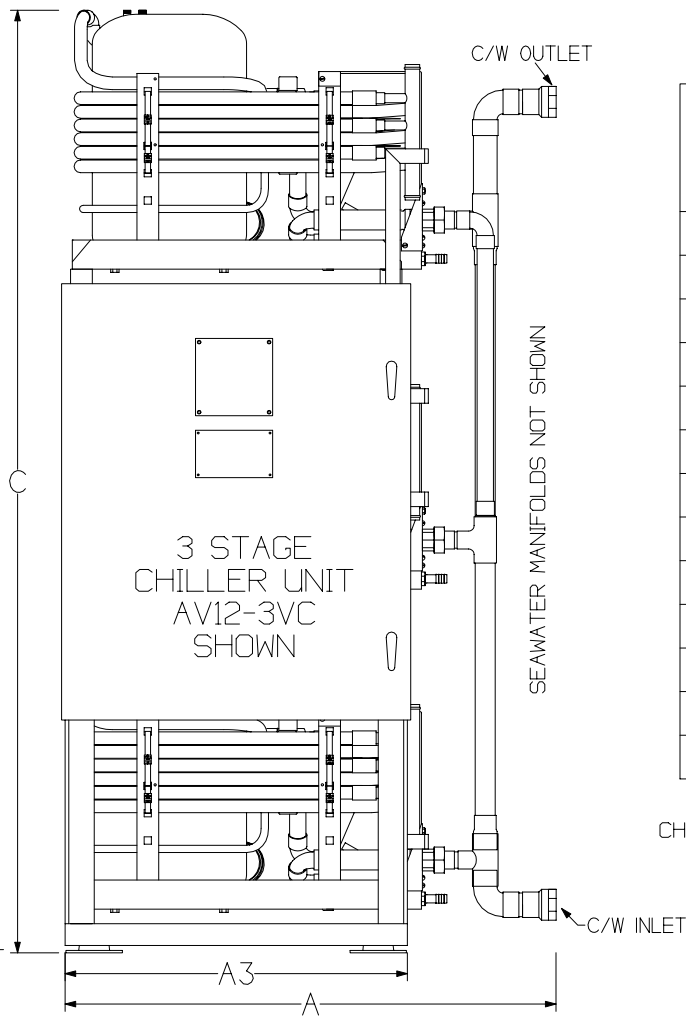 C/W OUTLET
SEAWATER MANIFOLDS NOT SHOWN
C
3 STAGE
CHILLER UNIT
AV12-3VC
SHOWN
CH
C/W INLET
A3
A